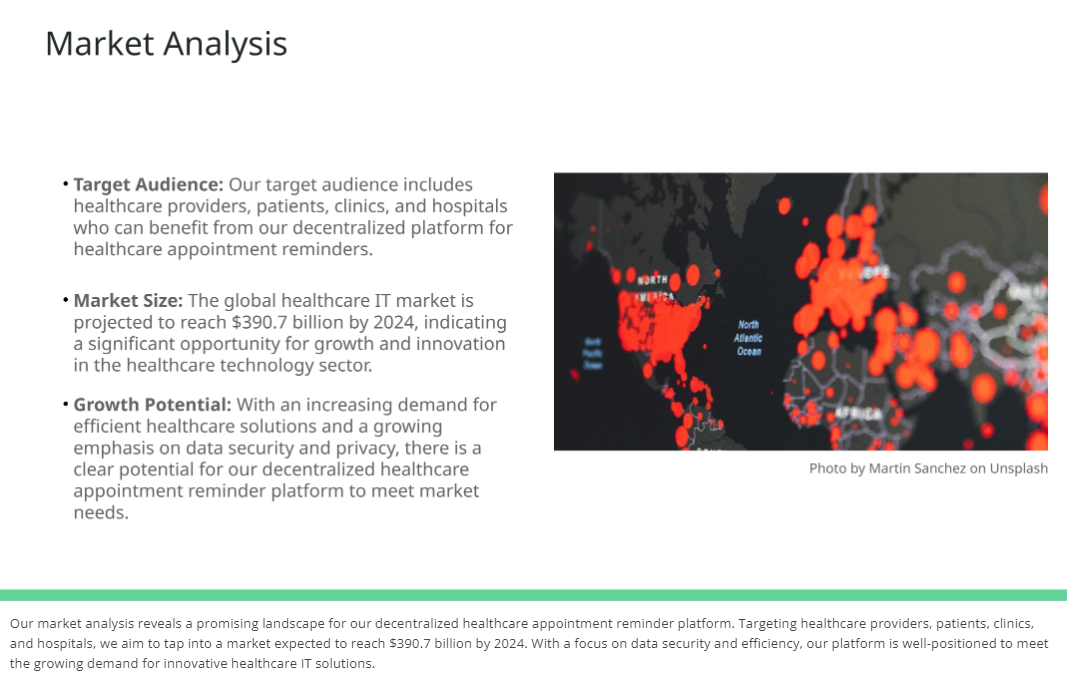 Market Analysis
• Target Audience: Our target audience includes
healthcare providers, patients, clinics, and hospitals
who can benefit from our decentralized platform for
healthcare appointment reminders.
• Market Size: The global healthcare IT market is
projected to reach $390.7 billion by 2024, indicating
a significant opportunity for growth and innovation
in the healthcare technology sector.
• Growth Potential: With an increasing demand for
efficient healthcare solutions and a growing
emphasis on data security and privacy, there is a
clear potential for our decentralized healthcare
appointment reminder platform to meet market
needs.
NORTH
AMERICA
North
Atlantic
Ocean
North
Pacific
Ocean
AFRICA
Photo by Martin Sanchez on Unsplash
Our market analysis reveals a promising landscape for our decentralized healthcare appointment reminder platform. Targeting healthcare providers, patients, clinics,
and hospitals, we aim to tap into a market expected to reach $390.7 billion by 2024. With a focus on data security and efficiency, our platform is well-positioned to meet
the growing demand for innovative healthcare IT solutions.